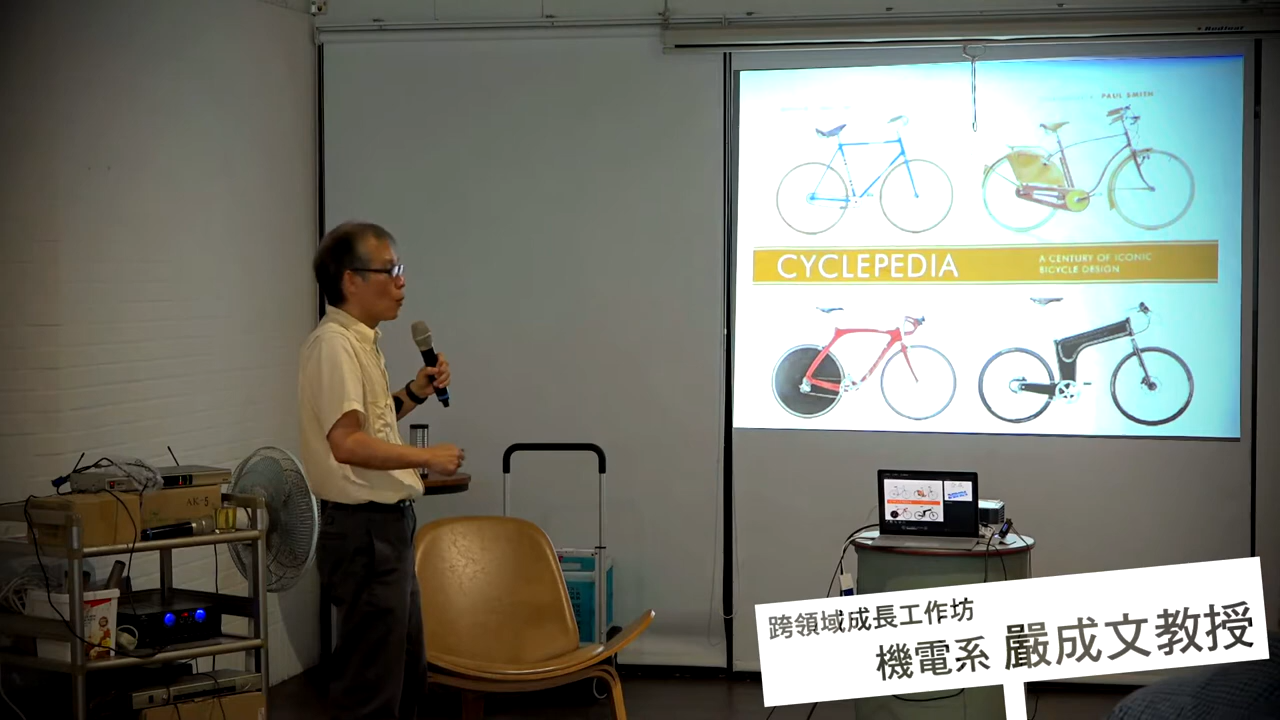 Redleaf
PAUL SMITH
CYCLEPEDIA
A CENTURY OF ICONIC
BICYCLE DESIGN
AK-5
跨領域成長工作坊
機電系 嚴成文教授